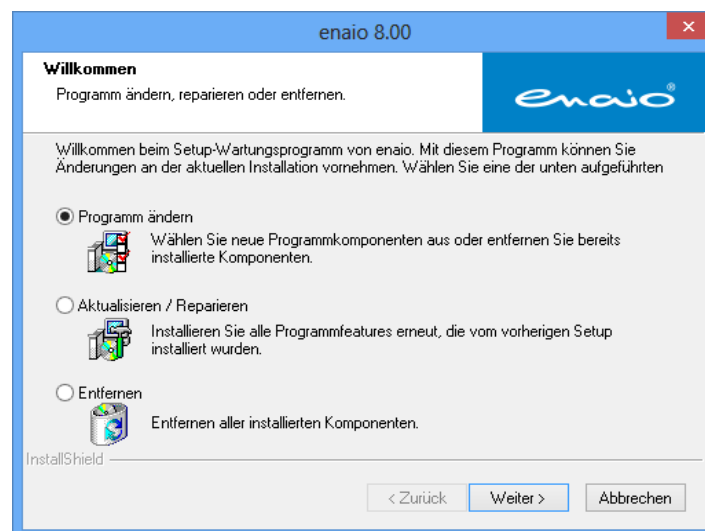 enaio 8.00
Willkommen
Programm ändern, reparieren oder entfernen.
enaio®
Willkommen beim Setup-Wartungsprogramm von enaio. Mit diesem Programm können Sie
Änderungen an der aktuellen Installation vornehmen. Wählen Sie eine der unten aufgeführten
Programm ändern
Wählen Sie neue Programmkomponenten aus oder entfernen Sie bereits
installierte Komponenten.
Aktualisieren / Reparieren
Installieren Sie alle Programmfeatures erneut, die vom vorherigen Setup
installiert wurden.
Entfernen
Entfernen aller installierten Komponenten.
InstallShield
< Zurück Weiter > Abbrechen